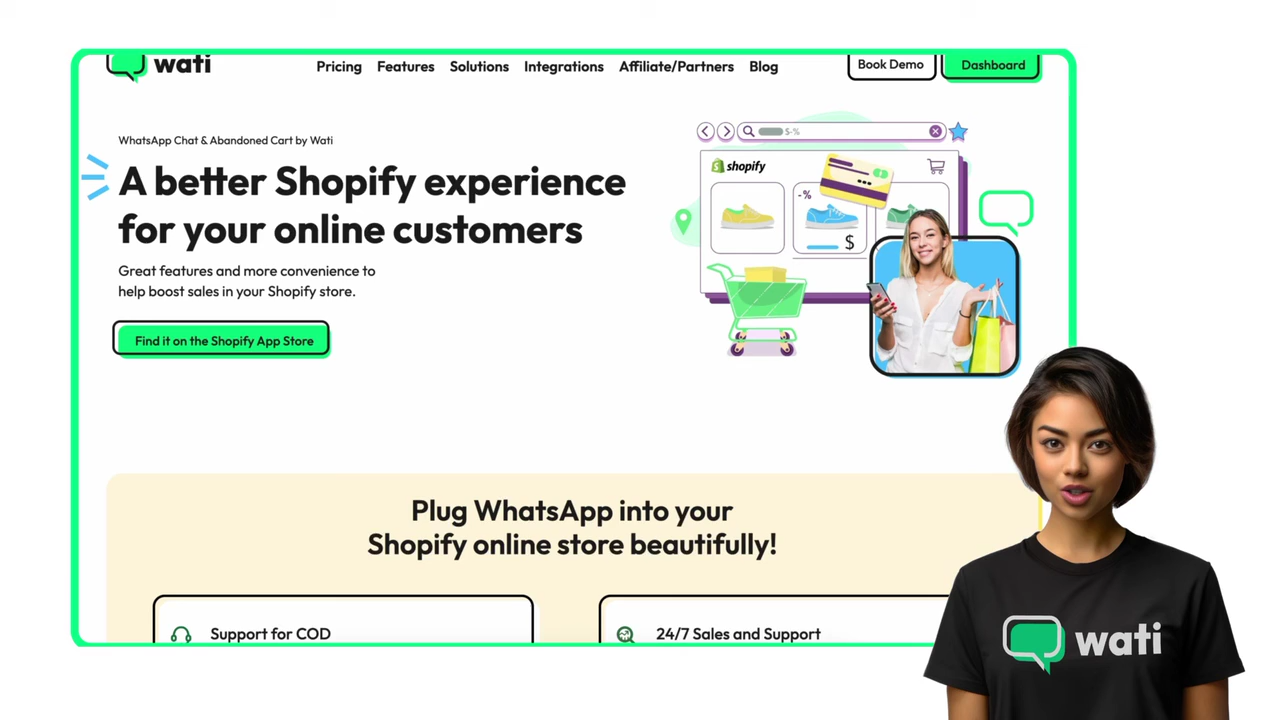 wati
Pricing Features Solutions Integrations Affiliate/Partners Blog
Book Demo
Dashboard
WhatsApp Chat & Abandoned Cart by Wati
A better Shopify experience
for your online customers
Great features and more convenience to
help boost sales in your Shopify store.
Find it on the Shopify App Store
$-%
shopify
-%
$
Plug WhatsApp into your
Shopify online store beautifully!
Support for COD
24/7 Sales and Support
wati